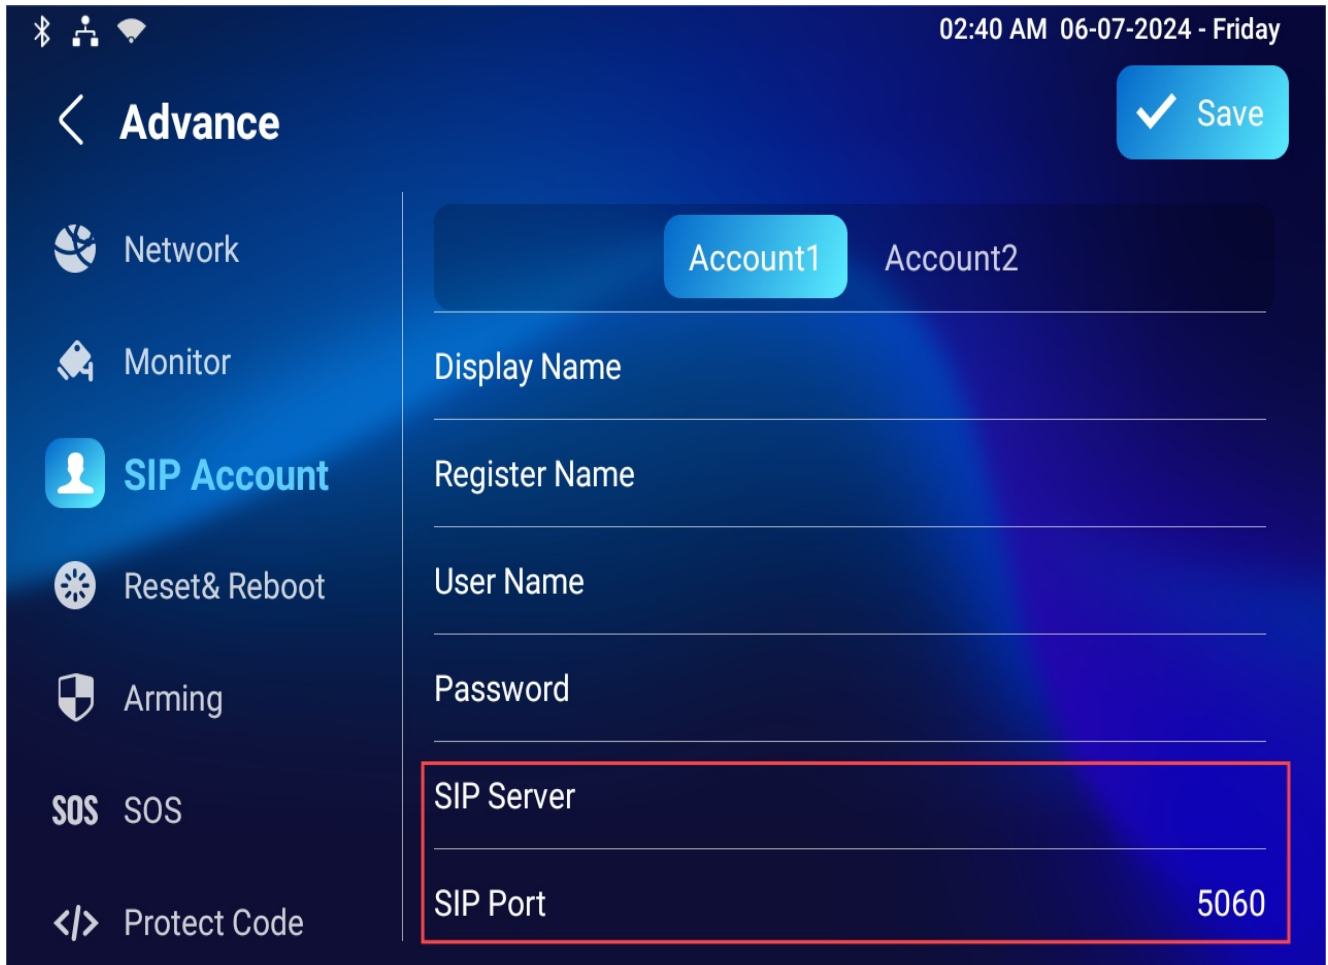 02:40 AM 06-07-2024 - Friday
Advance
Save
Network
Monitor
SIP Account
Reset& Reboot
Arming
SOS SOS
</> Protect Code
Account1 Account2
Display Name
Register Name
User Name
Password
SIP Server
SIP Port 5060